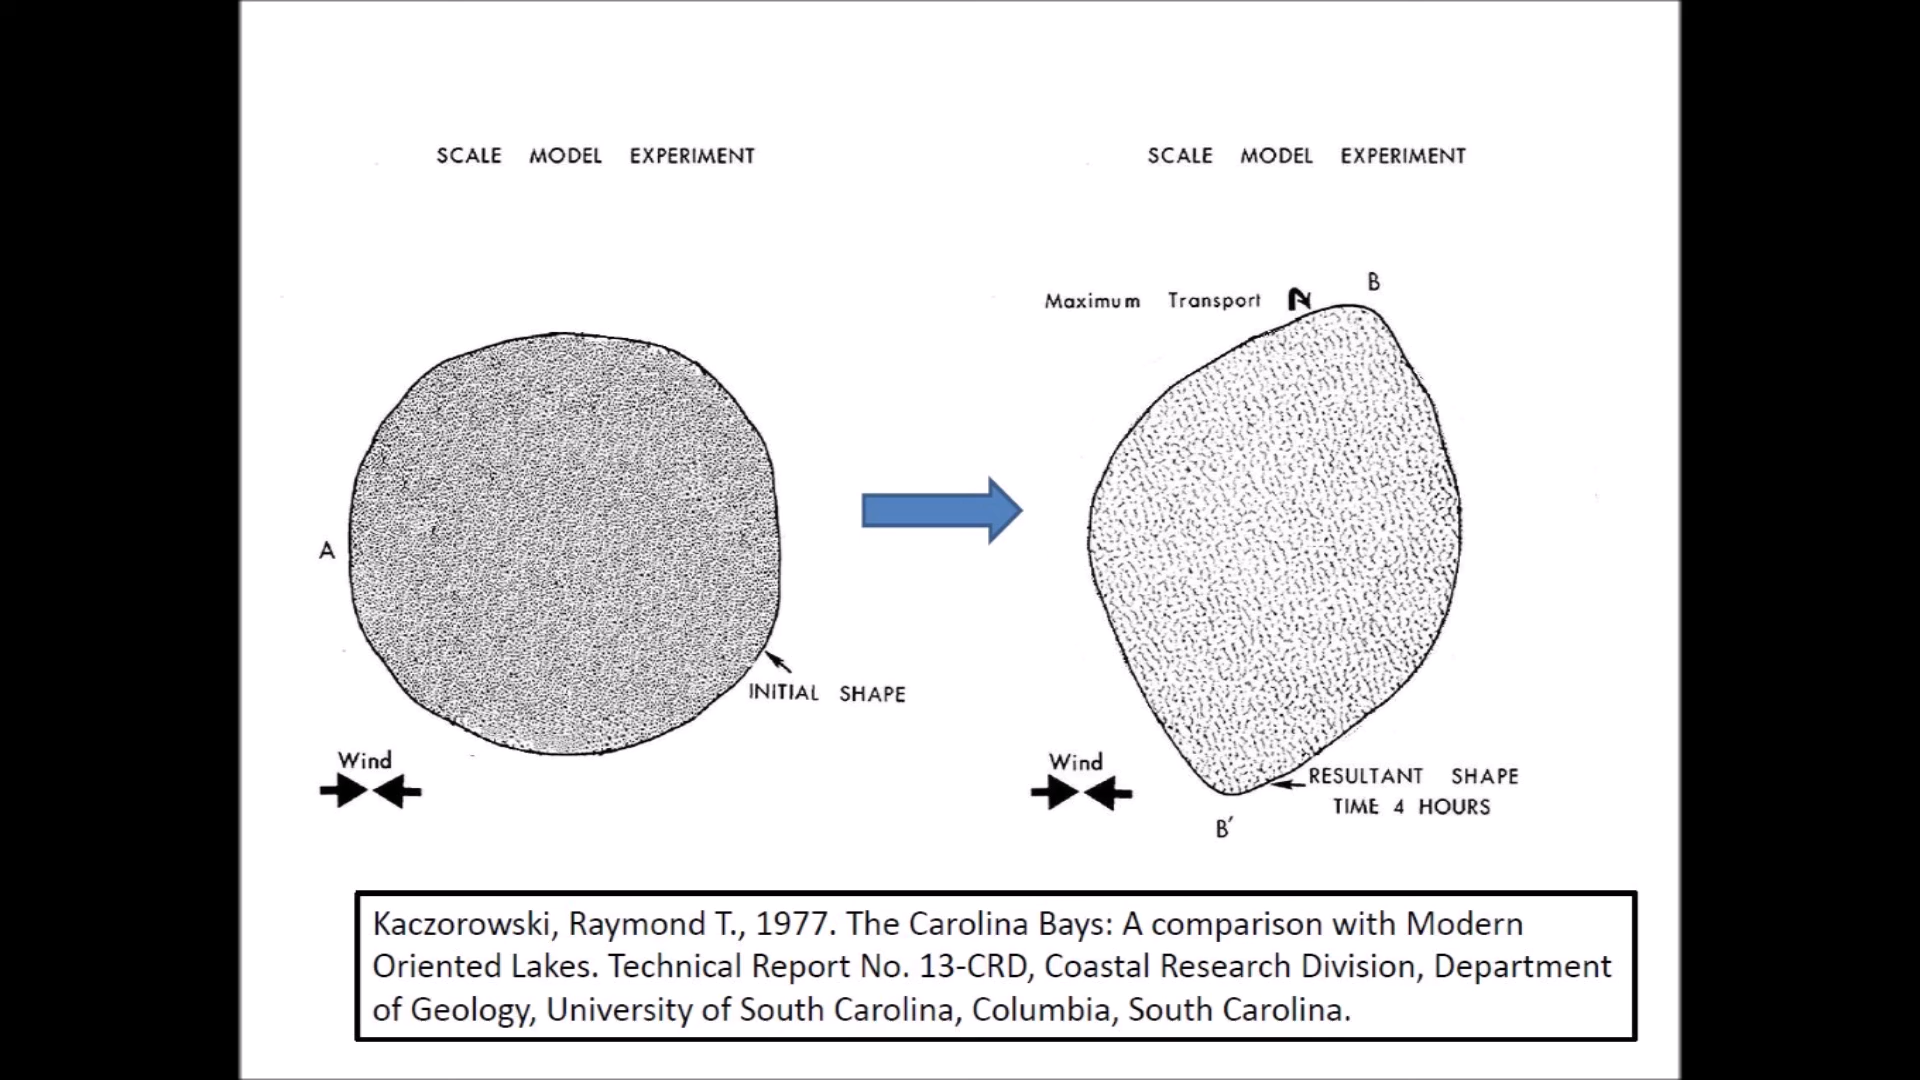 SCALE MODEL EXPERIMENT
A
INITIAL SHAPE
Wind
SCALE MODEL EXPERIMENT
B
Maximum Transport
Wind
RESULTANT SHAPE
TIME 4 HOURS
B′
Kaczorowski, Raymond T., 1977. The Carolina Bays: A comparison with Modern
Oriented Lakes. Technical Report No. 13-CRD, Coastal Research Division, Department
of Geology, University of South Carolina, Columbia, South Carolina.